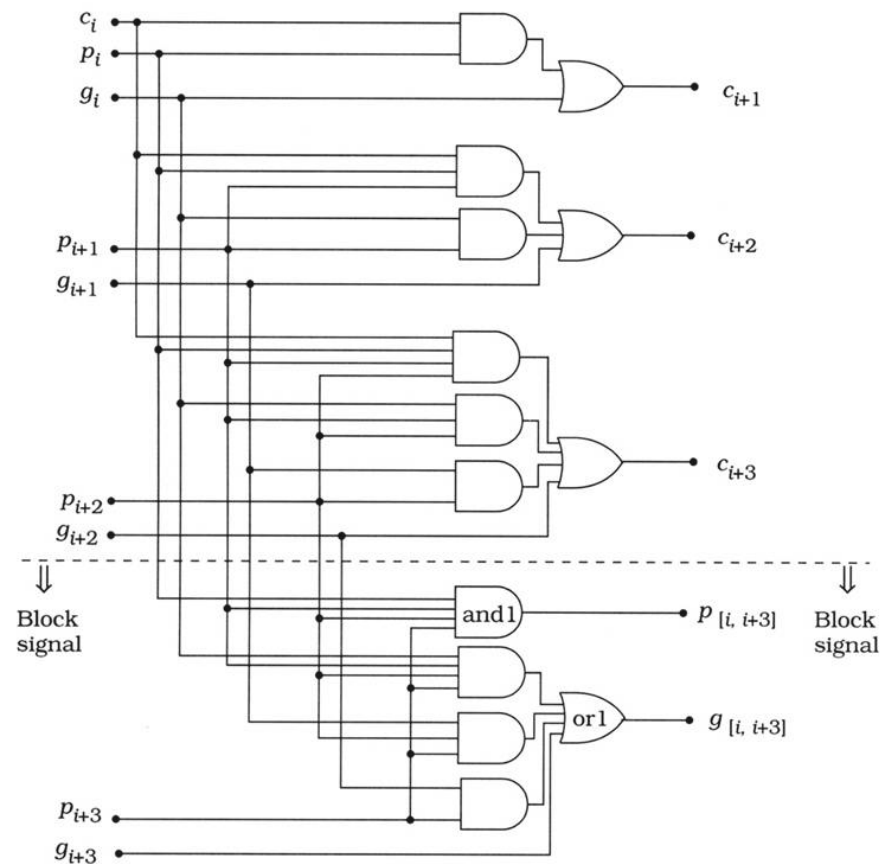 c_i
p_i
g_i
c_{i+1}
p_{i+1}
c_{i+2}
g_{i+1}
c_{i+3}
p_{i+2}
g_{i+2}
⇓ ⇓
Block Block
signal signal
and1
p_{[i, i+3]}
or1
g_{[i, i+3]}
p_{i+3}
g_{i+3}